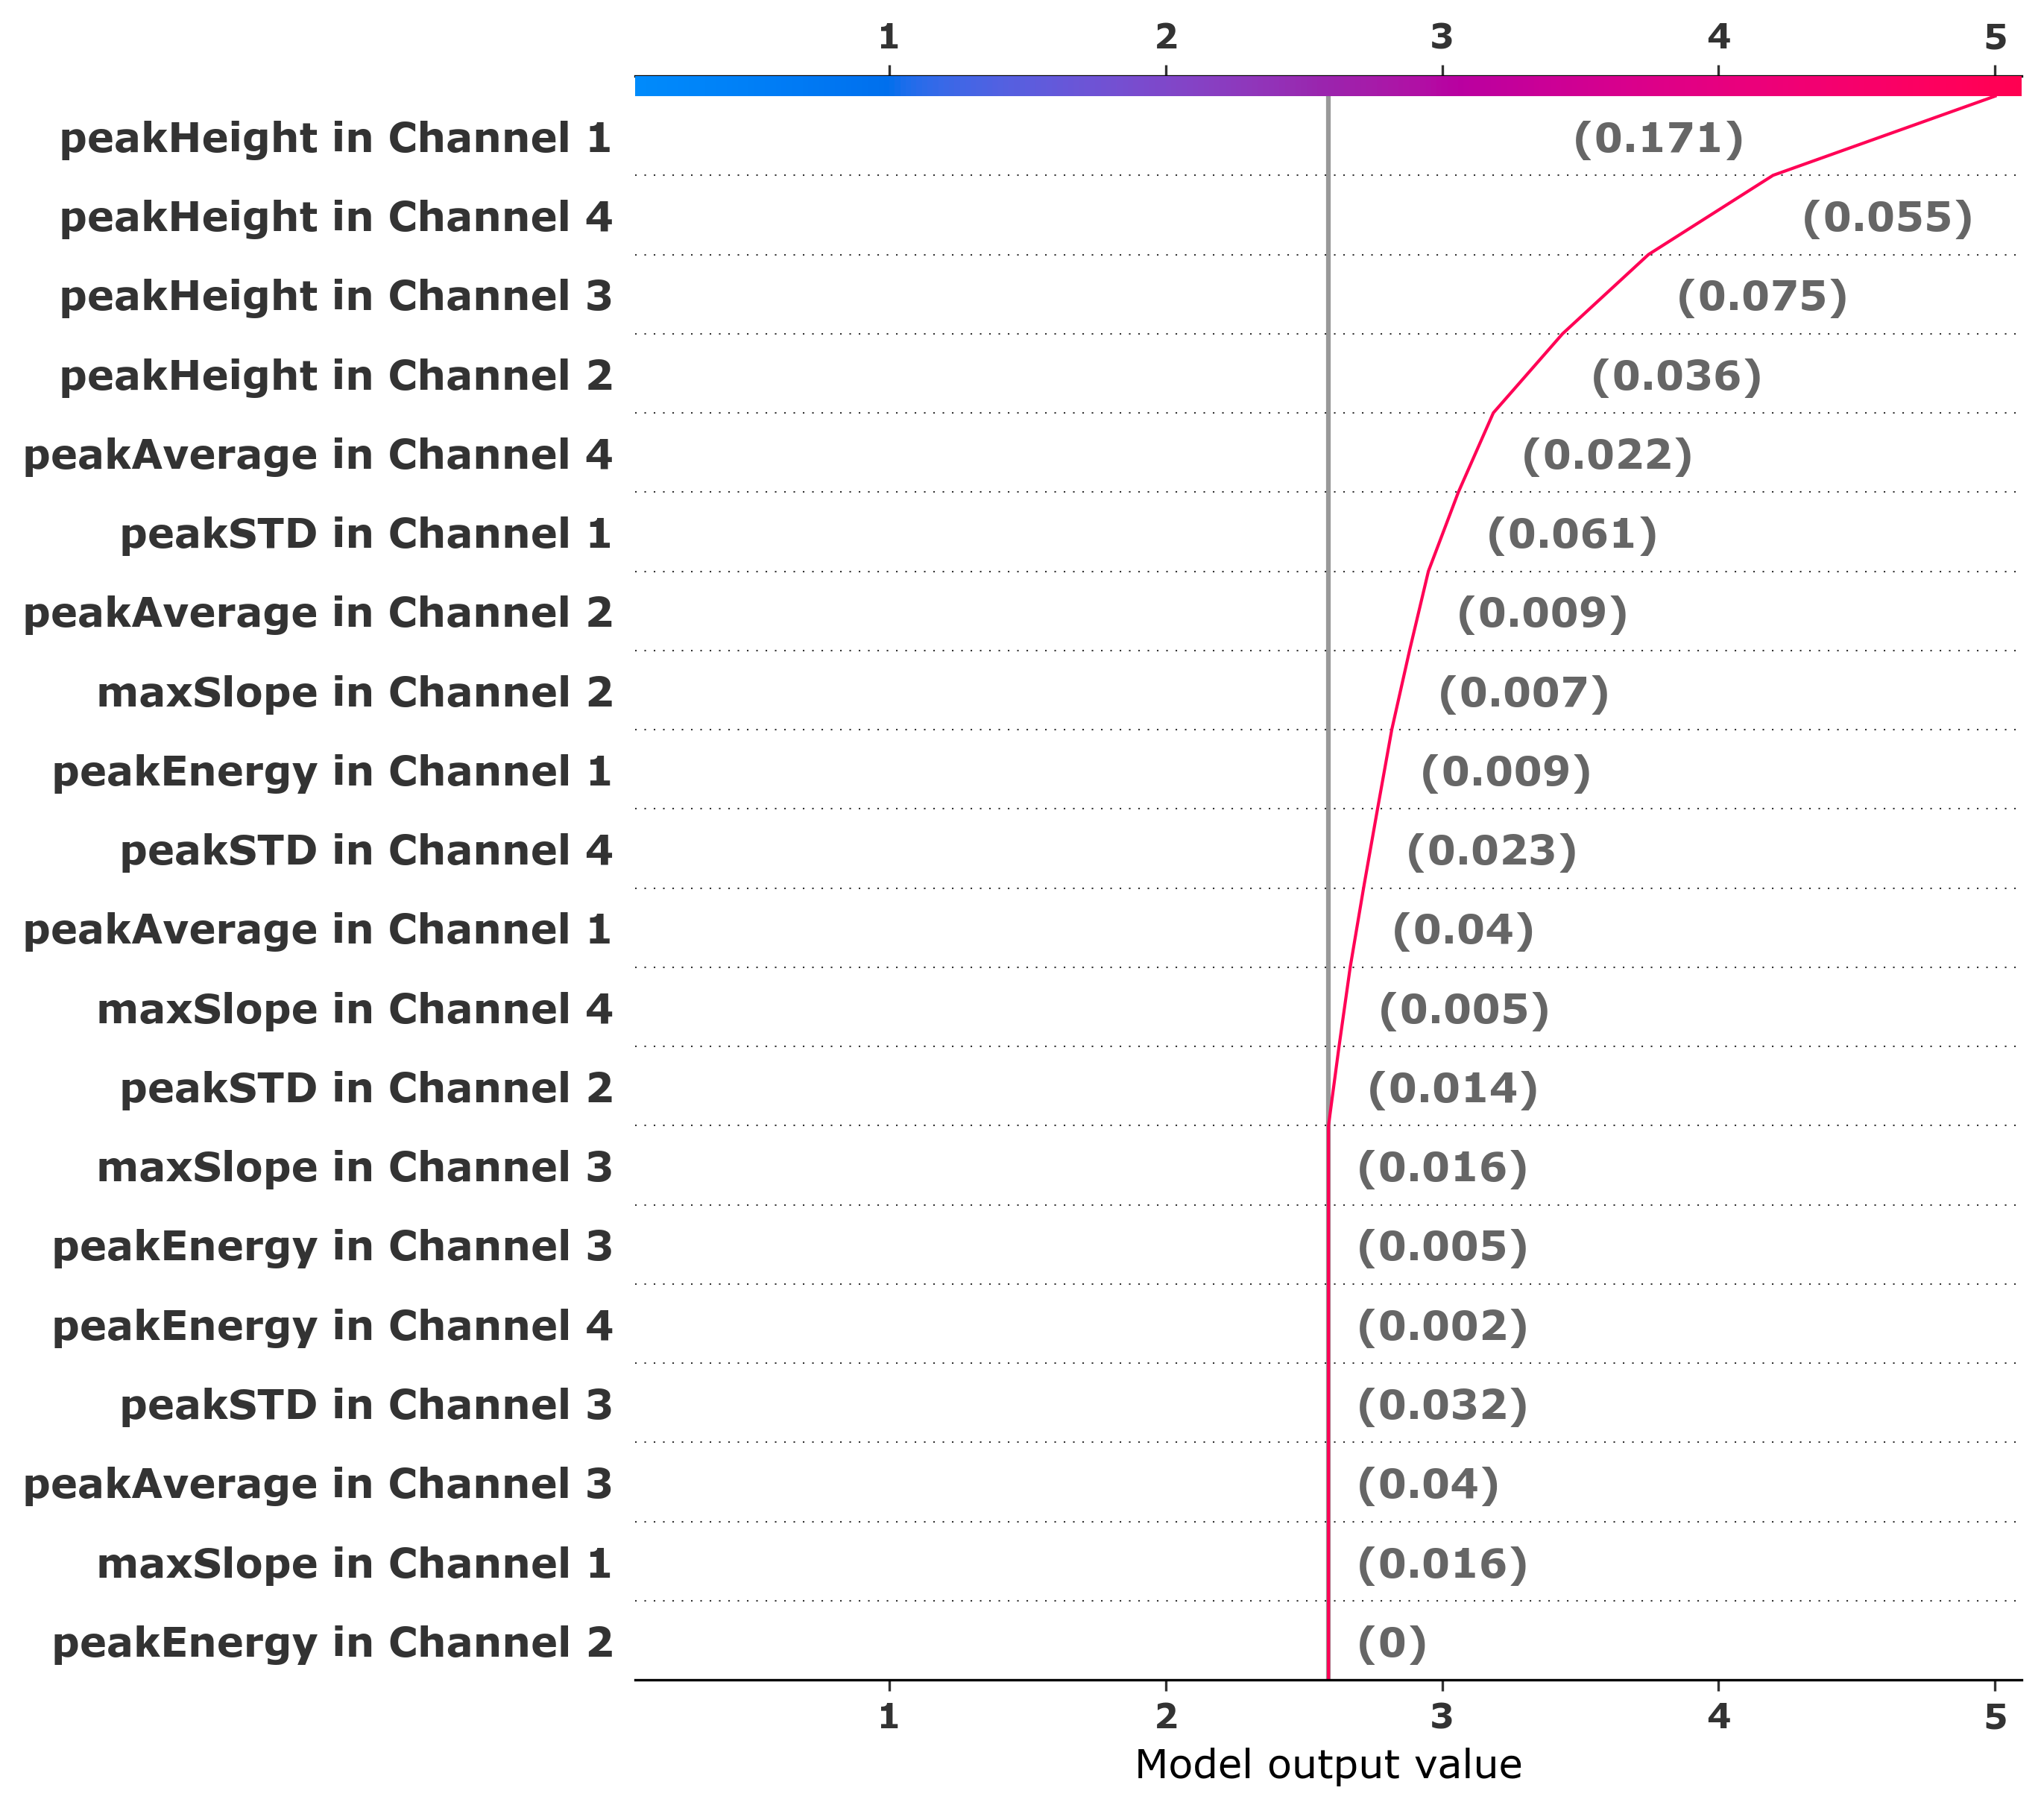 1 2 3 4 5
peakHeight in Channel 1 (0.171)
peakHeight in Channel 4 (0.055)
peakHeight in Channel 3 (0.075)
peakHeight in Channel 2 (0.036)
peakAverage in Channel 4 (0.022)
peakSTD in Channel 1 (0.061)
peakAverage in Channel 2 (0.009)
maxSlope in Channel 2 (0.007)
peakEnergy in Channel 1 (0.009)
peakSTD in Channel 4 (0.023)
peakAverage in Channel 1 (0.04)
maxSlope in Channel 4 (0.005)
peakSTD in Channel 2 (0.014)
maxSlope in Channel 3 (0.016)
peakEnergy in Channel 3 (0.005)
peakEnergy in Channel 4 (0.002)
peakSTD in Channel 3 (0.032)
peakAverage in Channel 3 (0.04)
maxSlope in Channel 1 (0.016)
peakEnergy in Channel 2 (0)
1 2 3 4 5
Model output value